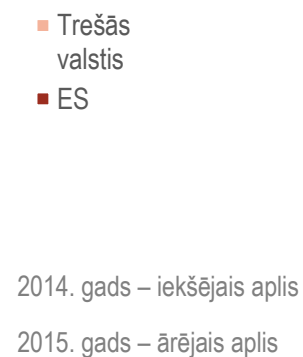 Trešās
valstis
ES
2014. gads – iekšējais aplis
2015. gads – ārējais aplis